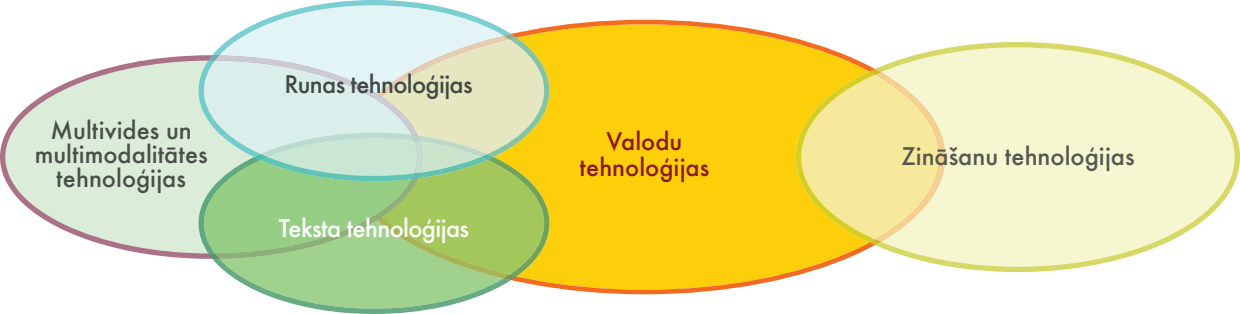 Runas tehnoloģijas
Multivides un
multimodalitātes
tehnoloģijas
Valodu
tehnoloģijas
Zināšanu tehnoloģijas
Teksta tehnoloģijas